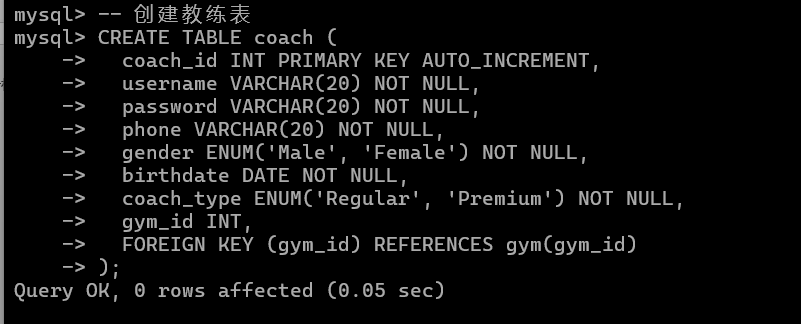 mysql> -- 创建教练表
mysql> CREATE TABLE coach (
    ->   coach_id INT PRIMARY KEY AUTO_INCREMENT,
    ->   username VARCHAR(20) NOT NULL,
    ->   password VARCHAR(20) NOT NULL,
    ->   phone VARCHAR(20) NOT NULL,
    ->   gender ENUM('Male', 'Female') NOT NULL,
    ->   birthdate DATE NOT NULL,
    ->   coach_type ENUM('Regular', 'Premium') NOT NULL,
    ->   gym_id INT,
    ->   FOREIGN KEY (gym_id) REFERENCES gym(gym_id)
    -> );
Query OK, 0 rows affected (0.05 sec)